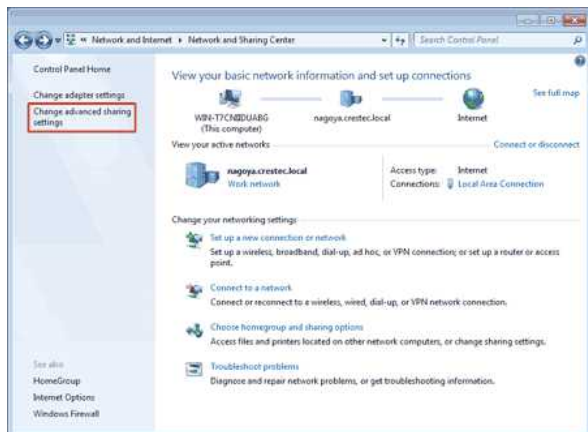 « Network and Internet ▸ Network and Sharing Center
Search Control Panel
Control Panel Home
Change adapter settings
Change advanced sharing
settings
See also
HomeGroup
Internet Options
Windows Firewall
View your basic network information and set up connections
See full map
nagoya.crestec.local
Internet
(This computer)
View your active networks
Connect or disconnect
nagoya.crestec.local
Work network
Access type: Internet
Connections: Local Area Connection
Change your networking settings
Set up a new connection or network
Set up a wireless, broadband, dial-up, ad hoc, or VPN connection; or set up a router or access
point.
Connect to a network
Connect or reconnect to a wireless, wired, dial-up, or VPN network connection.
Choose homegroup and sharing options
Access files and printers located on other network computers, or change sharing settings.
Troubleshoot problems
Diagnose and repair network problems, or get troubleshooting information.